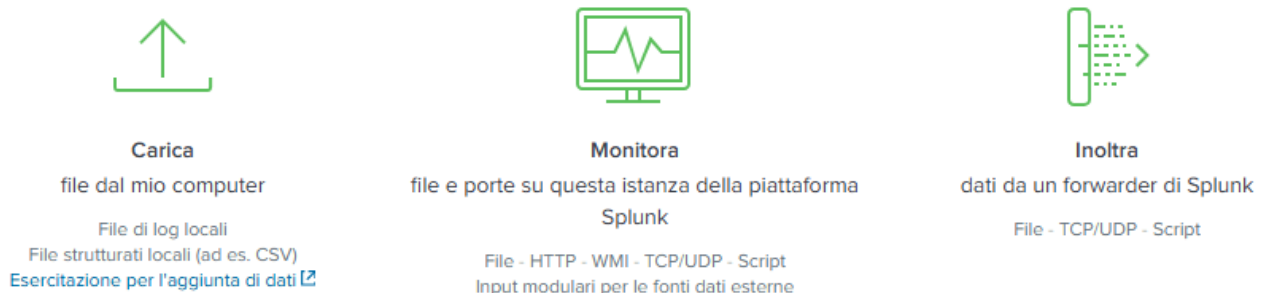 Carica
file dal mio computer
File di log locali
File strutturati locali (ad es. CSV)
Esercitazione per l'aggiunta di dati
Monitora
file e porte su questa istanza della piattaforma
Splunk
File - HTTP - WMI - TCP/UDP - Script
Input modulari per le fonti dati esterne
Inoltra
dati da un forwarder di Splunk
File - TCP/UDP - Script